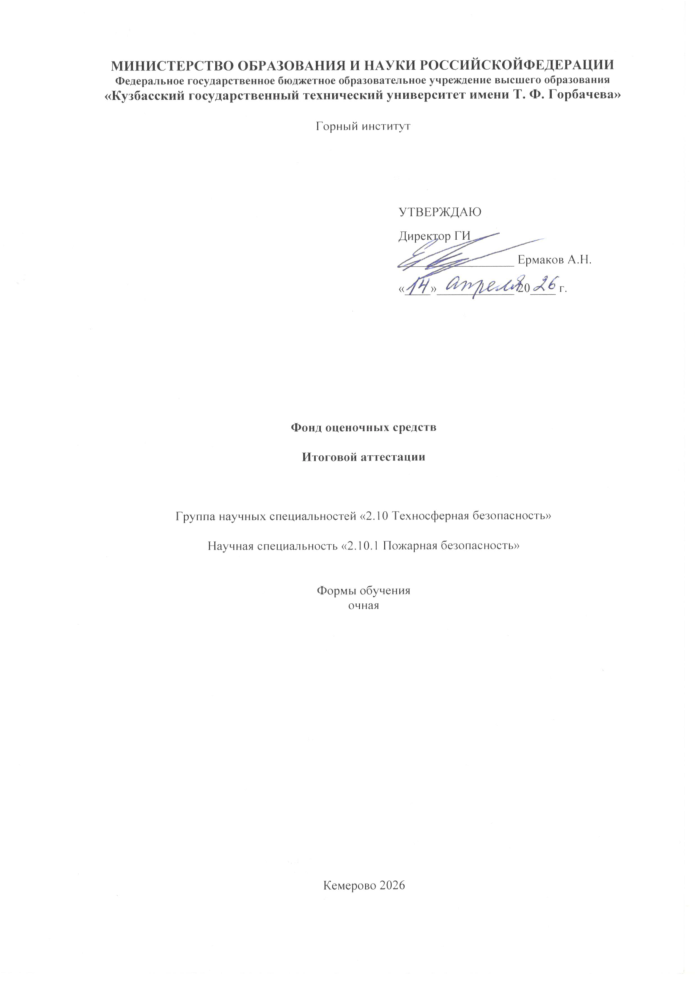 МИНИСТЕРСТВО ОБРАЗОВАНИЯ И НАУКИ РОССИЙСКОЙФЕДЕРАЦИИ
Федеральное государственное бюджетное образовательное учреждение высшего образования
«Кузбасский государственный технический университет имени Т. Ф. Горбачева»
Горный институт
УТВЕРЖДАЮ
Директор ГИ
Ермаков А.Н.
«14» апреля 2026 г.
Фонд оценочных средств
Итоговой аттестации
Группа научных специальностей «2.10 Техносферная безопасность»
Научная специальность «2.10.1 Пожарная безопасность»
Формы обучения
очная
Кемерово 2026